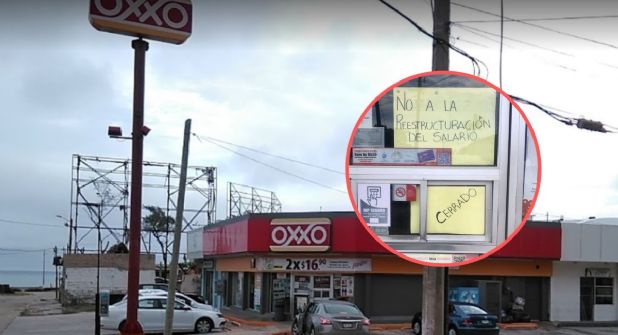 OXXO
NO A LA
REESTRUCTURACIÓN
DEL SALARIO
CERRADO
OXXO
2X$16